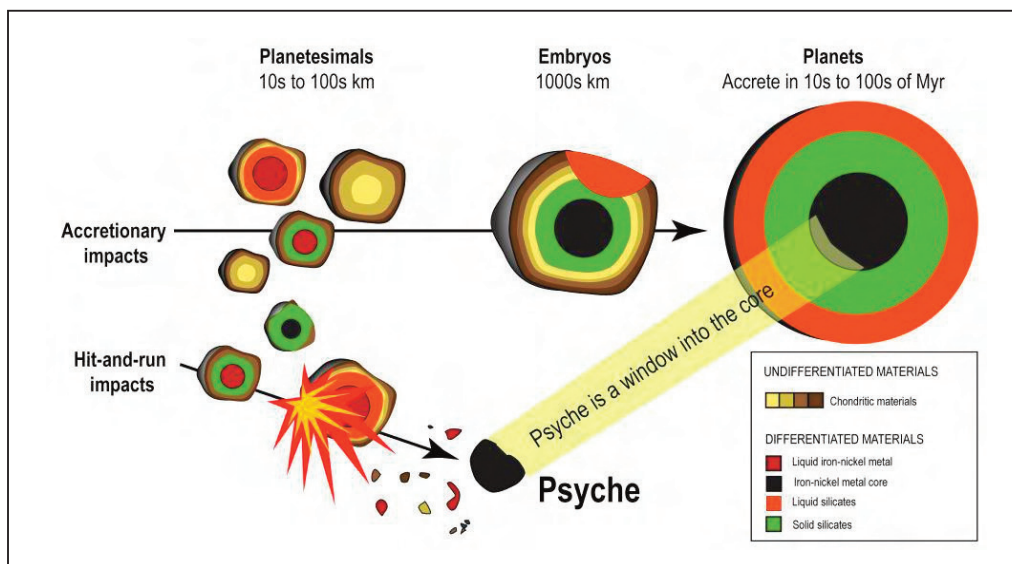 Planetesimals
10s to 100s km
Embryos
1000s km
Planets
Accrete in 10s to 100s of Myr
Accretionary
impacts
Hit-and-run
impacts
Psyche is a window into the core
Psyche
UNDIFFERENTIATED MATERIALS
Chondritic materials
DIFFERENTIATED MATERIALS
Liquid iron-nickel metal
Iron-nickel metal core
Liquid silicates
Solid silicates